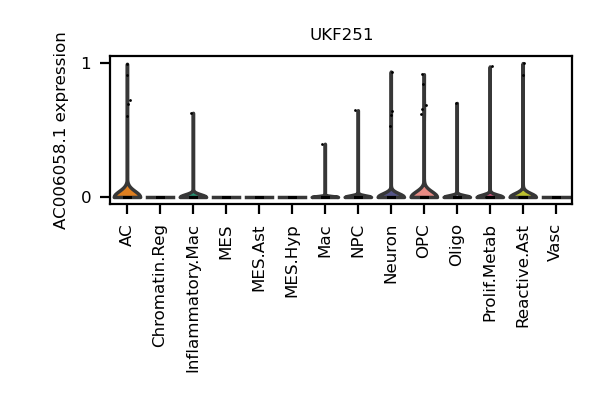 UKF251
AC006058.1 expression
1
0
AC
Chromatin.Reg
Inflammatory.Mac
MES
MES.Ast
MES.Hyp
Mac
NPC
Neuron
OPC
Oligo
Prolif.Metab
Reactive.Ast
Vasc